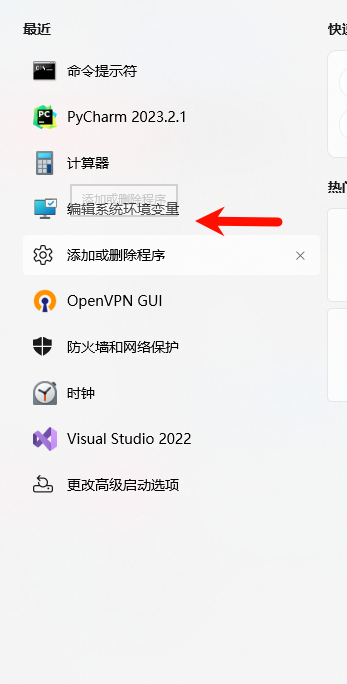 最近
快速
命令提示符
PyCharm 2023.2.1
计算器
热门
添加或删除程序
编辑系统环境变量
添加或删除程序
OpenVPN GUI
防火墙和网络保护
时钟
Visual Studio 2022
更改高级启动选项